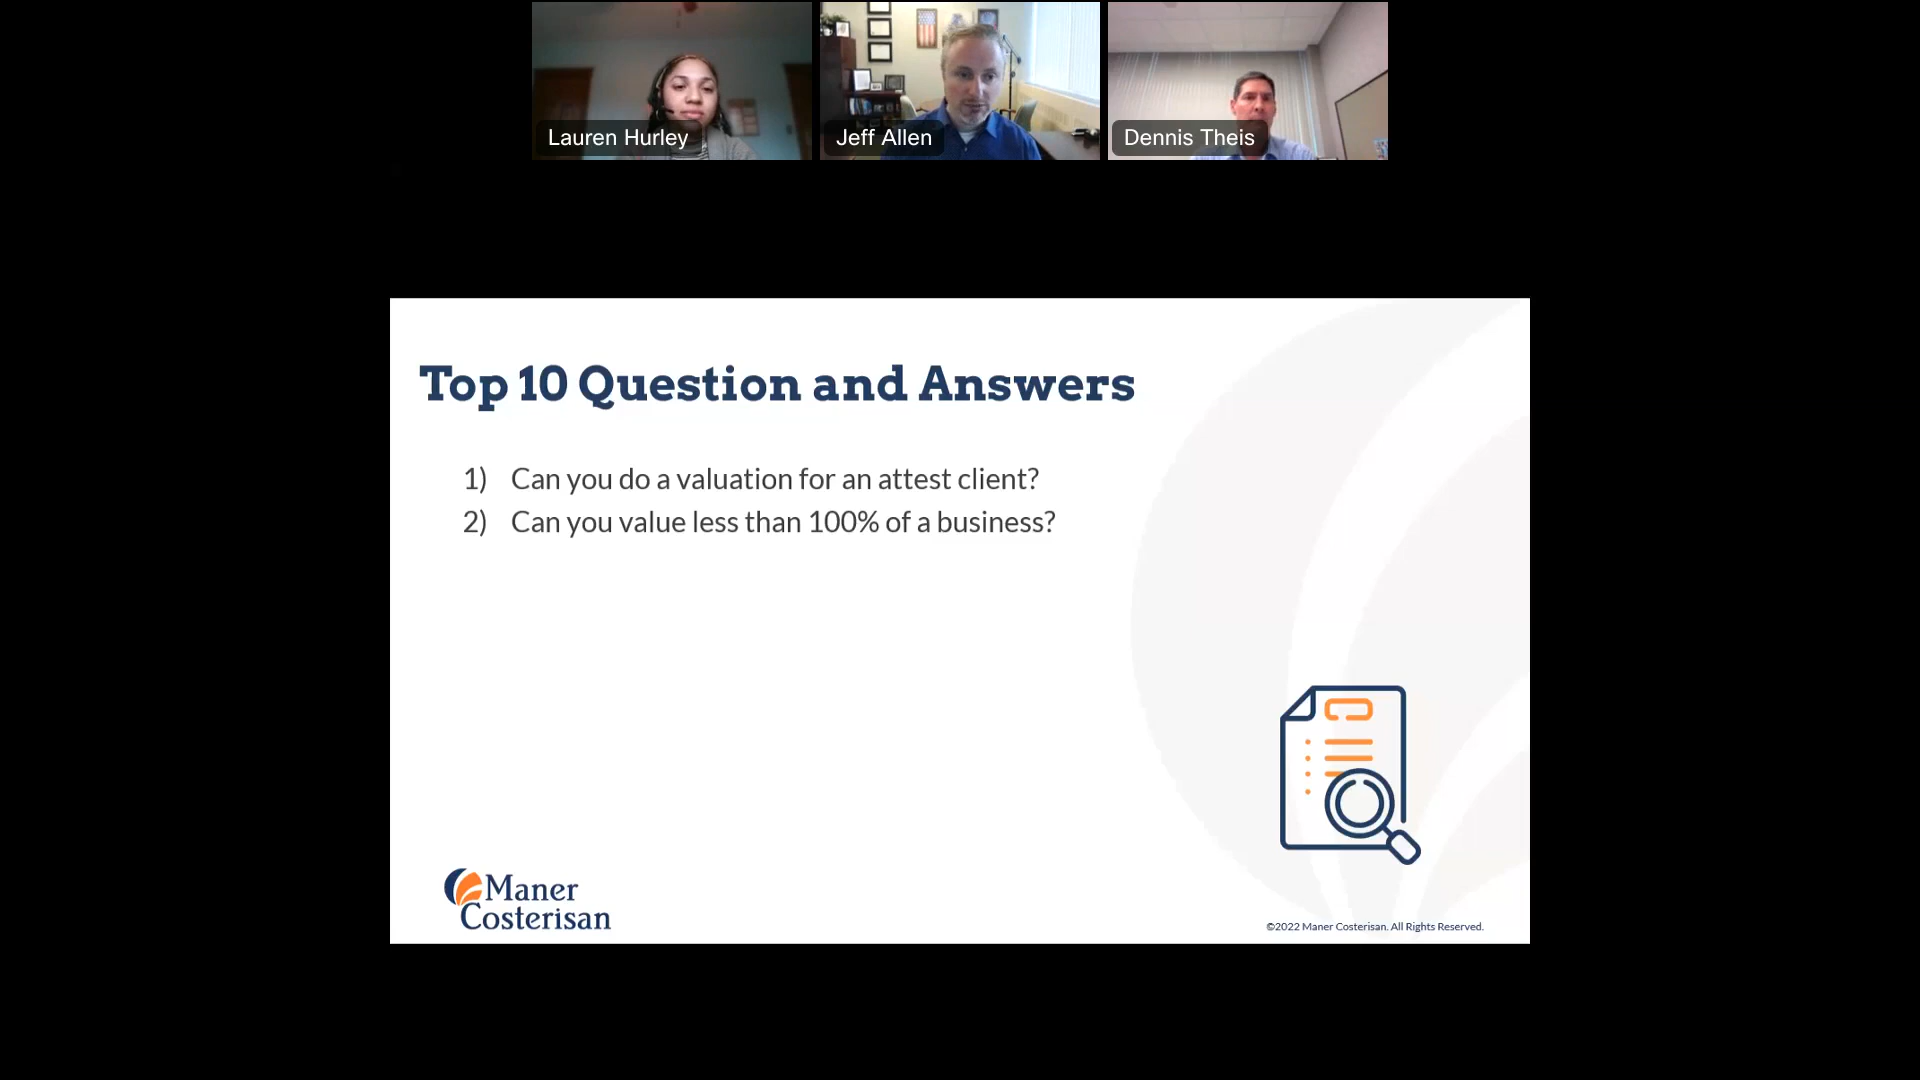 Lauren Hurley
Jeff Allen
Dennis Theis
Top 10 Question and Answers
1) Can you do a valuation for an attest client?
2) Can you value less than 100% of a business?
Maner
Costerisan
©2022 Maner Costerisan. All Rights Reserved.